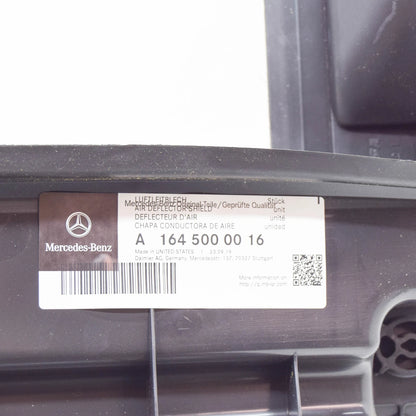 LUFTLEITBLECH Stück
Mercedes-Benz Original-Teile/Geprüfte Qualität
AIR DEFLECTOR SHIELD unit
DEFLECTEUR D'AIR unité
CHAPA CONDUCTORA DE AIRE unidad
Mercedes-Benz
A 164 500 00 16
Made in UNITED STATES
Daimler AG, Germany, Mercedesstr. 137, 70327 Stuttgart
More information on